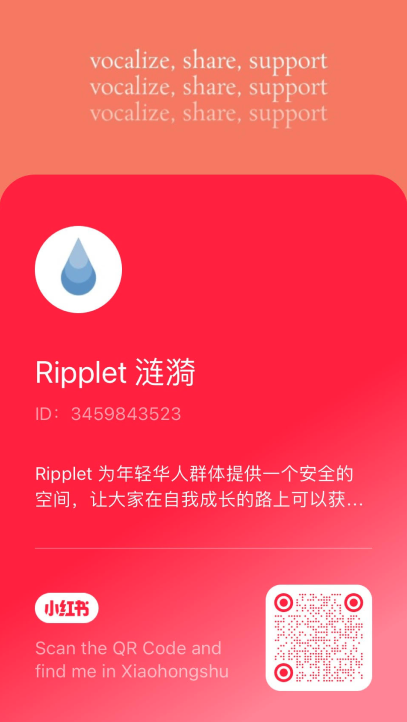 vocalize, share, support
vocalize, share, support
vocalize, share, support
Ripplet 涟漪
ID：3459843523
Ripplet 为年轻华人群体提供一个安全的
空间，让大家在自我成长的路上可以获...
小红书
Scan the QR Code and
find me in Xiaohongshu